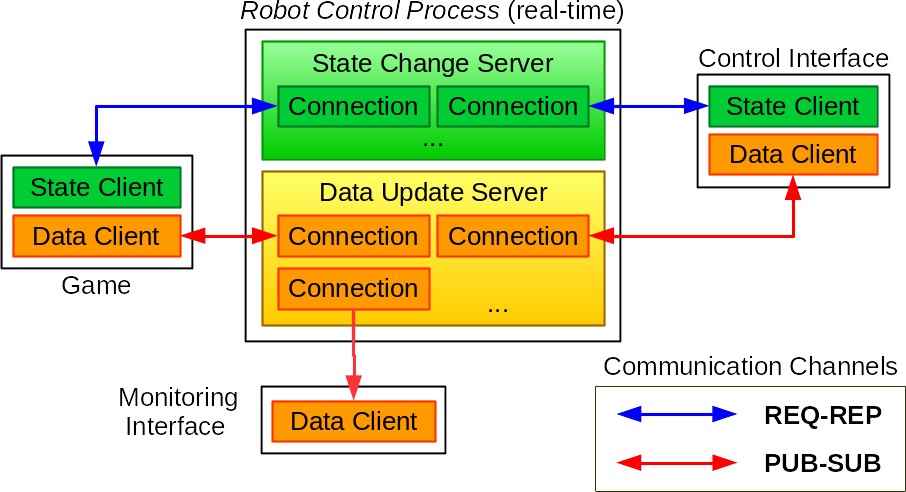 Robot Control Process (real-time)
State Change Server
Connection
Connection
...
Control Interface
State Client
Data Client
State Client
Data Client
Game
Data Update Server
Connection
Connection
Connection
...
Monitoring
Interface
Data Client
Communication Channels
REQ-REP
PUB-SUB